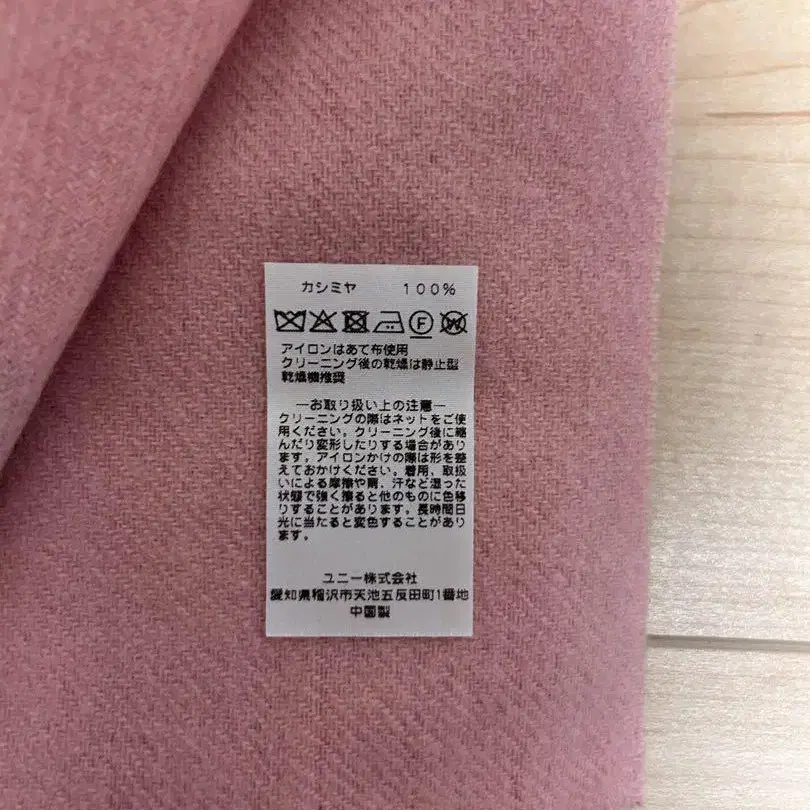 カシミヤ 100%
F W
アイロンはあて布使用
クリーニング後の乾燥は静止型
乾燥機推奨
―お取り扱い上の注意―
クリーニングの際はネットをご使
用ください。クリーニング後に縮
んだり変形したりする場合があり
ます。アイロンかけの際は形を整
えておかけください。着用、取扱
いによる摩擦や雨、汗など湿った
状態で強く擦ると他のものに色移
りすることがあります。長時間日
光に当たると変色することがあり
ます。
ユニー株式会社
愛知県稲沢市天池五反田町1番地
中国製